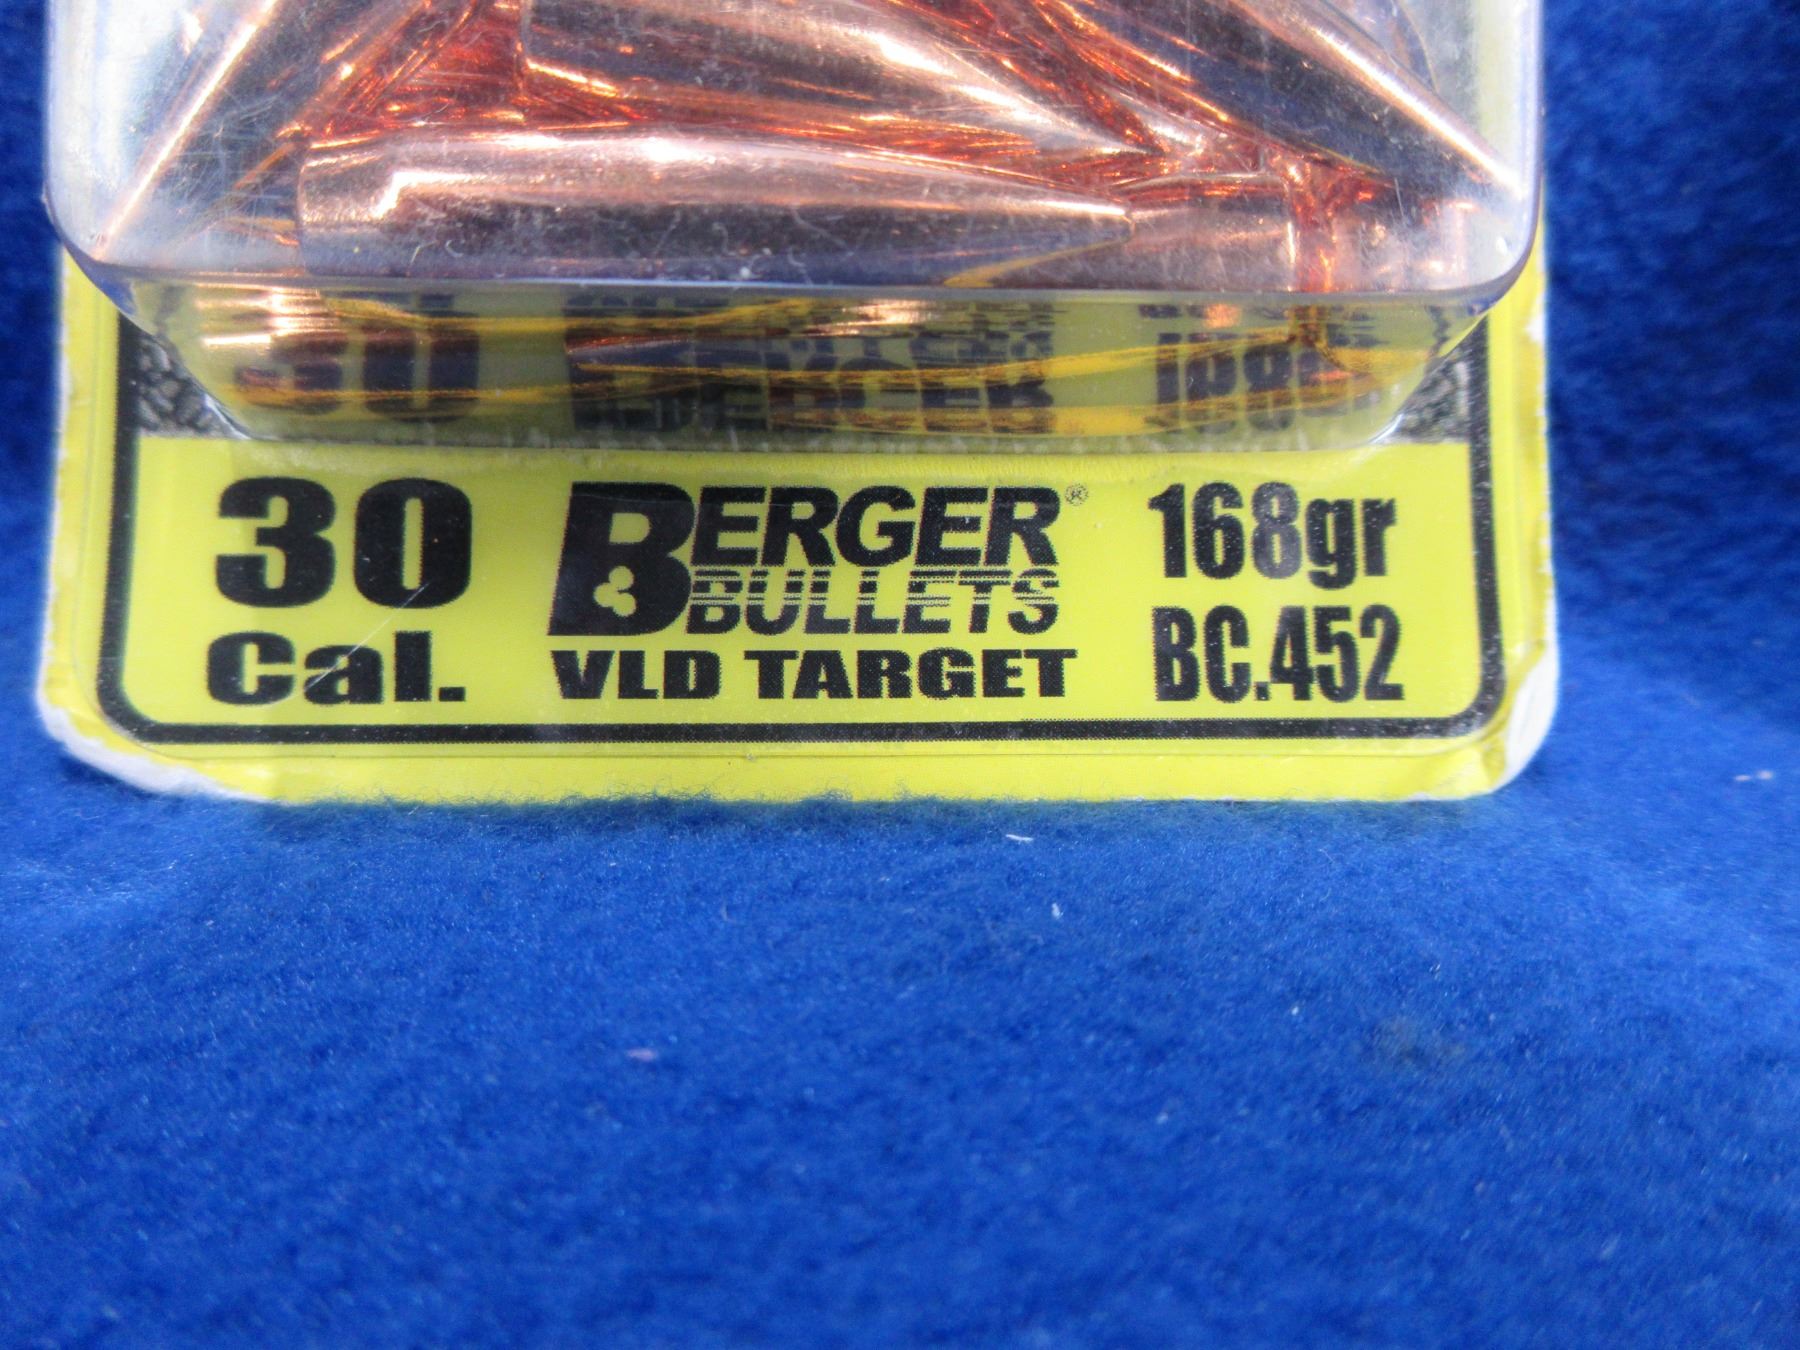 30
Cal.
BERGER®
BULLETS
VLD TARGET
168gr
BC.452